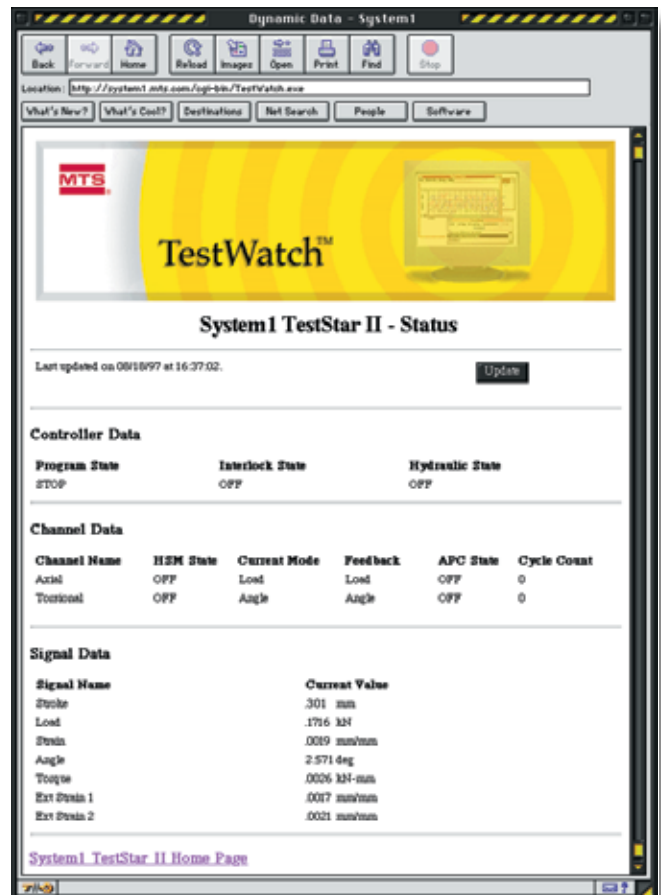 Dynamic Data - System1
Back Forward Home Reload Images Open Print Find Stop
Location: http://system1.mts.com/cgi-bin/TestWatch.exe
What's New? What's Cool? Destinations Net Search People Software
MTS
TestWatch™
System1 TestStar II - Status
Last updated on 08/18/97 at 16:37:02.
Update
Controller Data
Program State Interlock State Hydraulic State
STOP OFF OFF
Channel Data
Channel Name HSM State Current Mode Feedback APC State Cycle Count
Axial OFF Load Load OFF 0
Torsional OFF Angle Angle OFF 0
Signal Data
Signal Name Current Value
Stroke .301 mm
Load .1716 kN
Strain .0019 mm/mm
Angle 2.571 deg
Torque .0026 kN-mm
Ext Strain 1 .0017 mm/mm
Ext Strain 2 .0021 mm/mm
System1 TestStar II Home Page